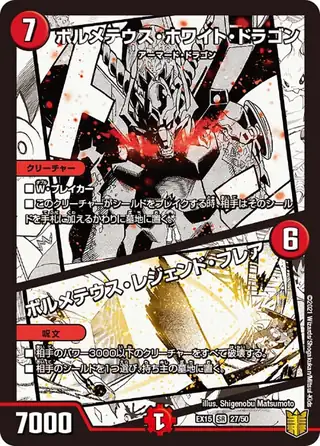 7
ボルメテウス・ホワイト・ドラゴン
アーマード・ドラゴン
クリーチャー
■W・ブレイカー
■このクリーチャーがシールドをブレイクする時、相手はそのシールドを手札に加えるかわりに墓地に置く。
6
ボルメテウス・レジェンド・フレア
呪文
■相手のパワー3000以下のクリーチャーをすべて破壊する。
■相手のシールドを1つ選び、持ち主の墓地に置く。
illus. Shigenobu Matsumoto
7000
1
EX15 SR 27/50
©2021 Wizards/Shogakukan/Mitsui-Kids